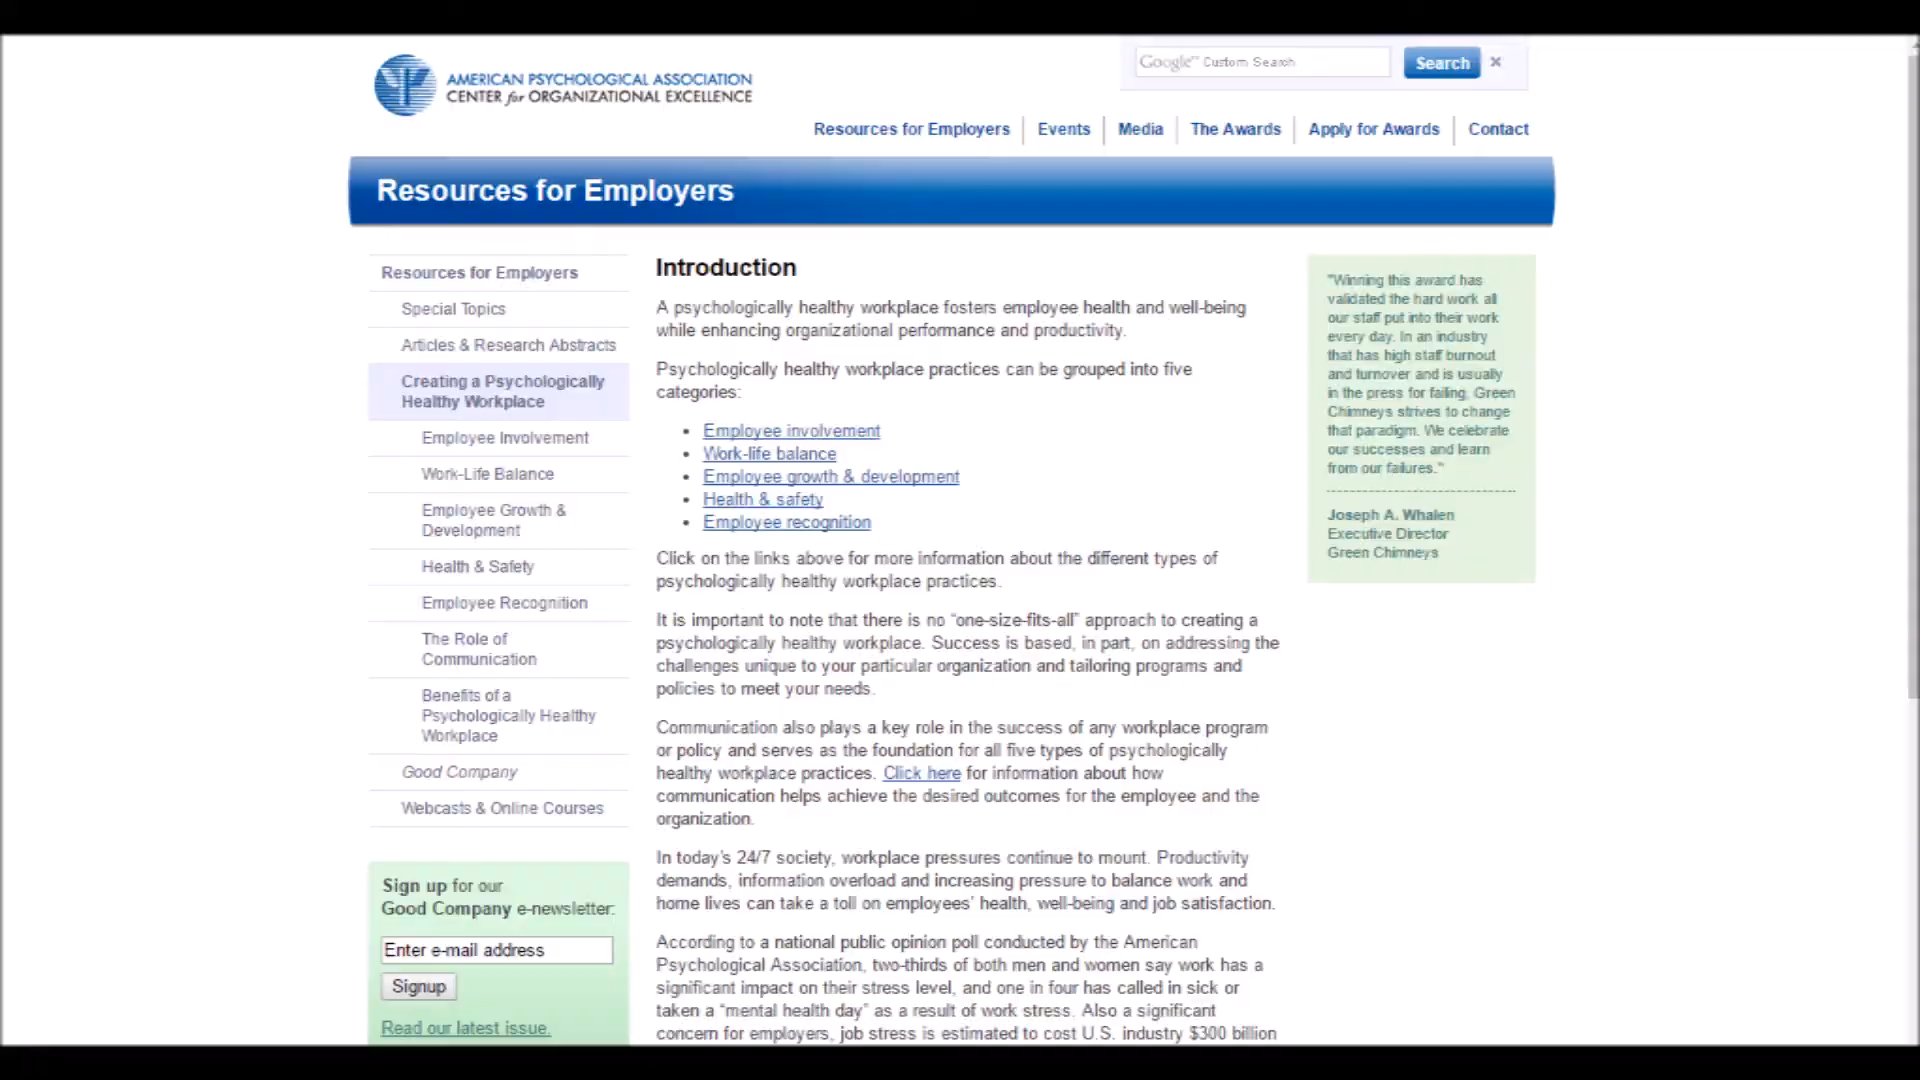 AMERICAN PSYCHOLOGICAL ASSOCIATION
CENTER for ORGANIZATIONAL EXCELLENCE
Google™ Custom Search
Search
×
Resources for Employers
Events
Media
The Awards
Apply for Awards
Contact
Resources for Employers
Resources for Employers
Special Topics
Articles & Research Abstracts
Creating a Psychologically
Healthy Workplace
Employee Involvement
Work-Life Balance
Employee Growth &
Development
Health & Safety
Employee Recognition
The Role of
Communication
Benefits of a
Psychologically Healthy
Workplace
Good Company
Webcasts & Online Courses
Sign up for our
Good Company e-newsletter:
Enter e-mail address
Signup
Read our latest issue.
Introduction
A psychologically healthy workplace fosters employee health and well-being
while enhancing organizational performance and productivity.
Psychologically healthy workplace practices can be grouped into five
categories:
• Employee involvement
• Work-life balance
• Employee growth & development
• Health & safety
• Employee recognition
Click on the links above for more information about the different types of
psychologically healthy workplace practices.
It is important to note that there is no “one-size-fits-all” approach to creating a
psychologically healthy workplace. Success is based, in part, on addressing the
challenges unique to your particular organization and tailoring programs and
policies to meet your needs.
Communication also plays a key role in the success of any workplace program
or policy and serves as the foundation for all five types of psychologically
healthy workplace practices. Click here for information about how
communication helps achieve the desired outcomes for the employee and the
organization.
In today’s 24/7 society, workplace pressures continue to mount. Productivity
demands, information overload and increasing pressure to balance work and
home lives can take a toll on employees’ health, well-being and job satisfaction.
According to a national public opinion poll conducted by the American
Psychological Association, two-thirds of both men and women say work has a
significant impact on their stress level, and one in four has called in sick or
taken a “mental health day” as a result of work stress. Also a significant
concern for employers, job stress is estimated to cost U.S. industry $300 billion
"Winning this award has
validated the hard work all
our staff put into their work
every day. In an industry
that has high staff burnout
and turnover and is usually
in the press for failing, Green
Chimneys strives to change
that paradigm. We celebrate
our successes and learn
from our failures."
Joseph A. Whalen
Executive Director
Green Chimneys